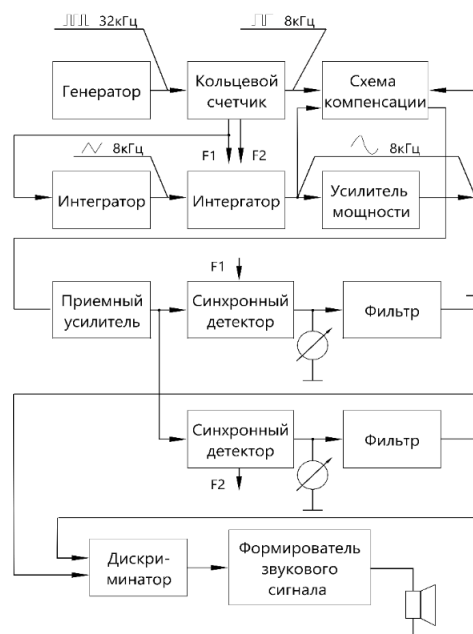 32кГц
8кГц
Генератор
Кольцевой
счетчик
Схема
компенсации
8кГц
F1
F2
8кГц
Интегратор
Интергатор
Усилитель
мощности
F1
Приемный
усилитель
Синхронный
детектор
Фильтр
Синхронный
детектор
Фильтр
F2
Дискри-
минатор
Формирователь
звукового
сигнала